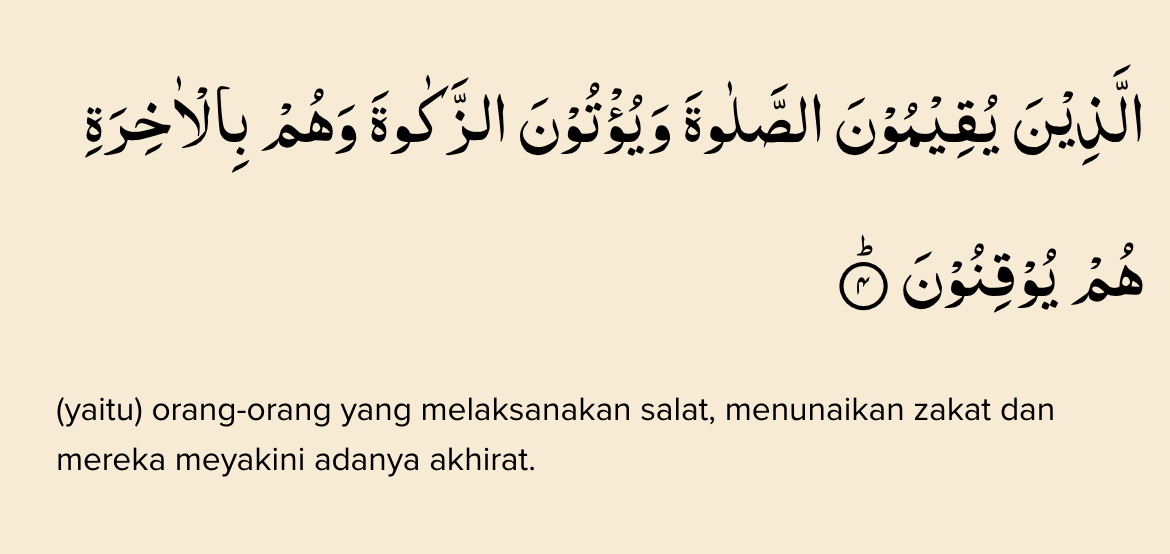 الَّذِيْنَ يُقِيْمُوْنَ الصَّلٰوةَ وَيُؤْتُوْنَ الزَّكٰوةَ وَهُمْ بِالْاٰخِرَةِ
هُمْ يُوْقِنُوْنَۗ ۝٤
(yaitu) orang-orang yang melaksanakan salat, menunaikan zakat dan
mereka meyakini adanya akhirat.